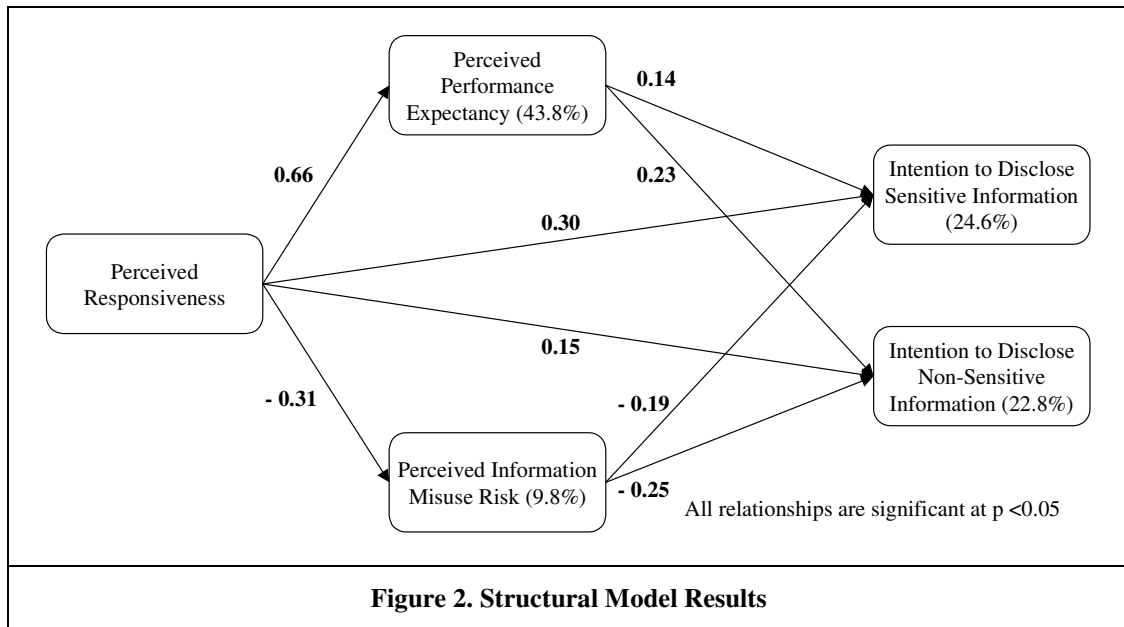 Perceived
Performance
Expectancy (43.8%)
0.14
0.66
0.23
Intention to Disclose
Sensitive Information
(24.6%)
0.30
Perceived
Responsiveness
0.15
Intention to Disclose
Non-Sensitive
Information (22.8%)
- 0.31
- 0.19
Perceived Information
Misuse Risk (9.8%)
- 0.25
All relationships are significant at p <0.05
Figure 2. Structural Model Results